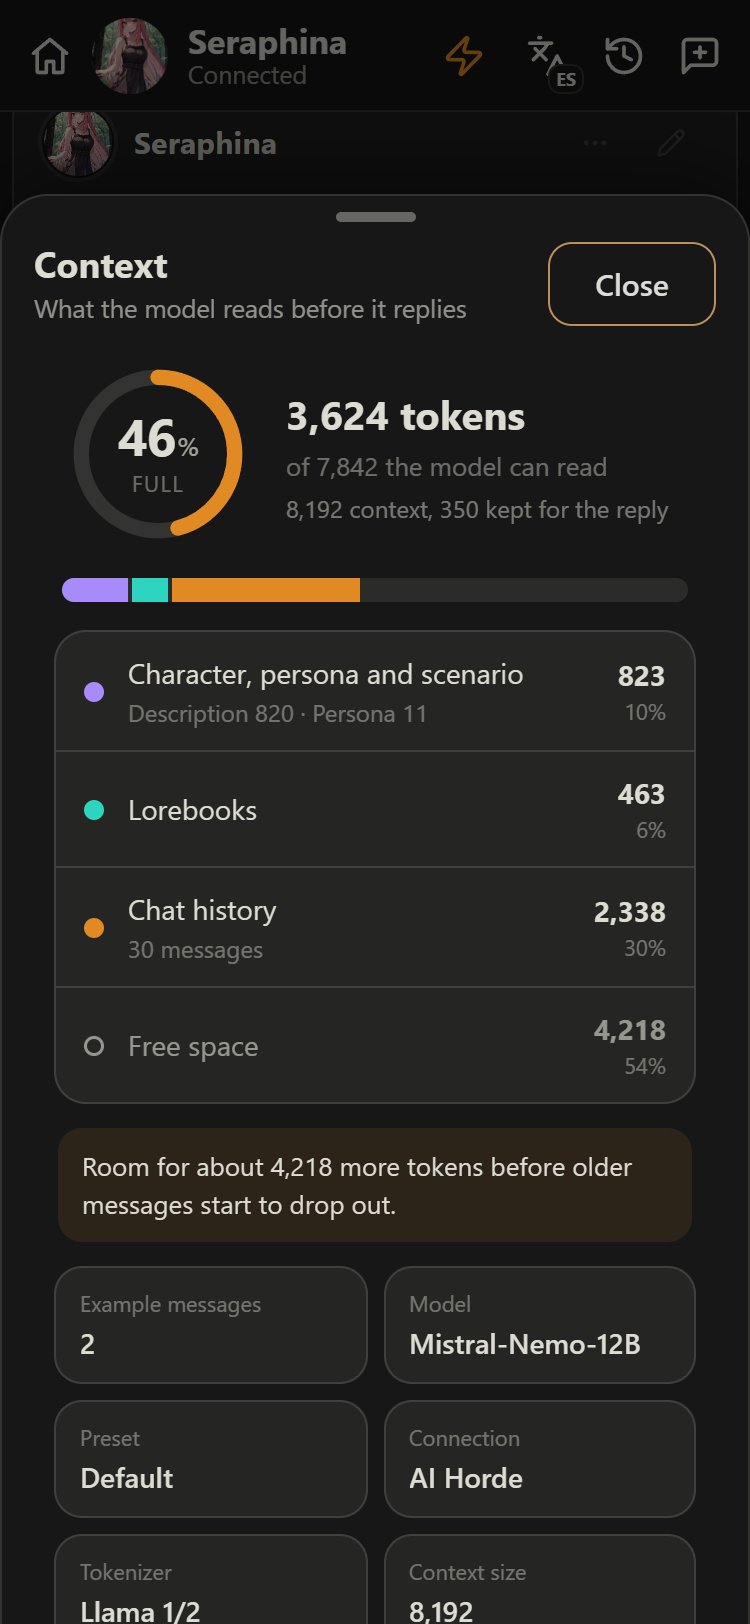 Seraphina
Connected
ES
Seraphina
Context
What the model reads before it replies
Close
46%
FULL
3,624 tokens
of 7,842 the model can read
8,192 context, 350 kept for the reply
Character, persona and scenario
823
Description 820 · Persona 11
10%
Lorebooks
463
6%
Chat history
2,338
30 messages
30%
Free space
4,218
54%
Room for about 4,218 more tokens before older
messages start to drop out.
Example messages
2
Model
Mistral-Nemo-12B
Preset
Default
Connection
AI Horde
Tokenizer
Llama 1/2
Context size
8,192